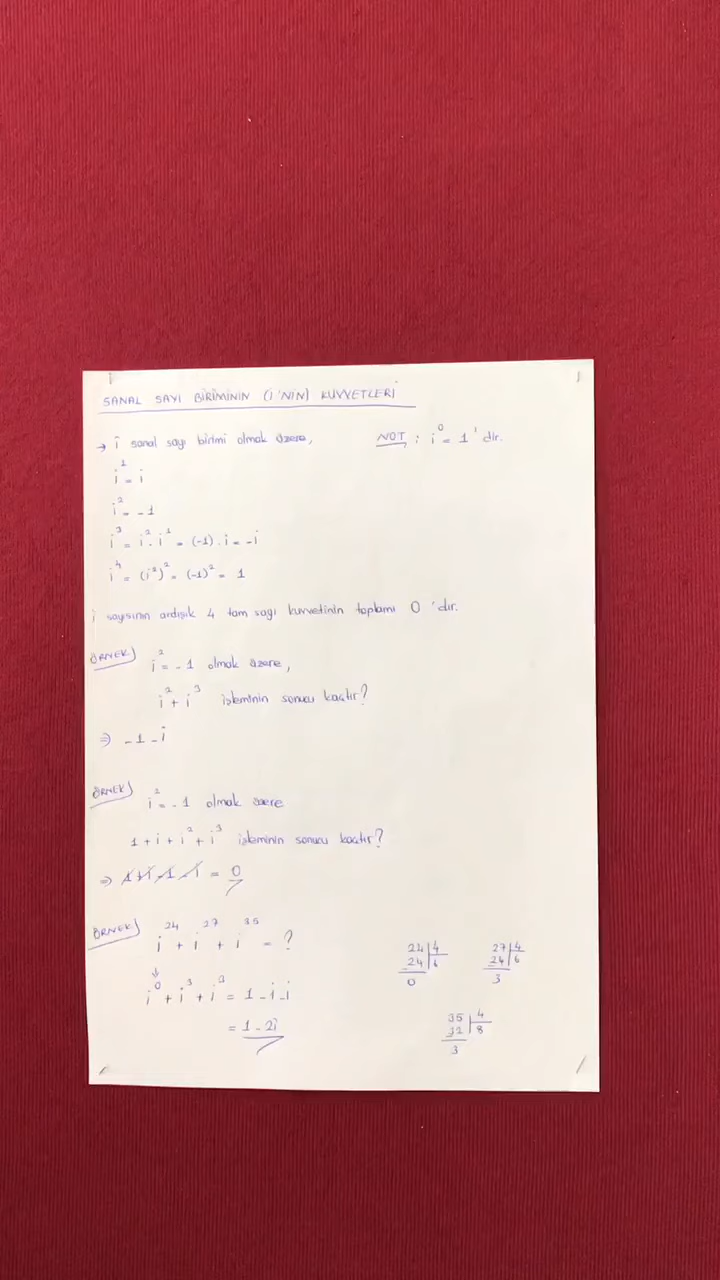 SANAL SAYI BİRİMİNİN (İ'NİN) KUVVETLERİ
→ i sanal sayı birimi olmak üzere,
NOT : i⁰ = 1' dir.
i¹ = i
i² = -1
i³ = i² . i¹ = (-1) . i = -i
i⁴ = (i²)² = (-1)² = 1
i sayısının ardışık 4 tam sayı kuvvetinin toplamı 0 'dır.
ÖRNEK) i² = -1 olmak üzere,
i² + i³ işleminin sonucu kaçtır?
⇒ -1 - i
ÖRNEK) i² = -1 olmak üzere
1 + i + i² + i³ işleminin sonucu kaçtır?
⇒ 1 + i - 1 - i = 0
ÖRNEK) i²⁴ + i²⁷ + i³⁵ = ?
↓
i⁰ + i³ + i³ = 1 - i - i
= 1 - 2i
24 4
24 6
0
27 4
24 6
3
35 4
32 8
3